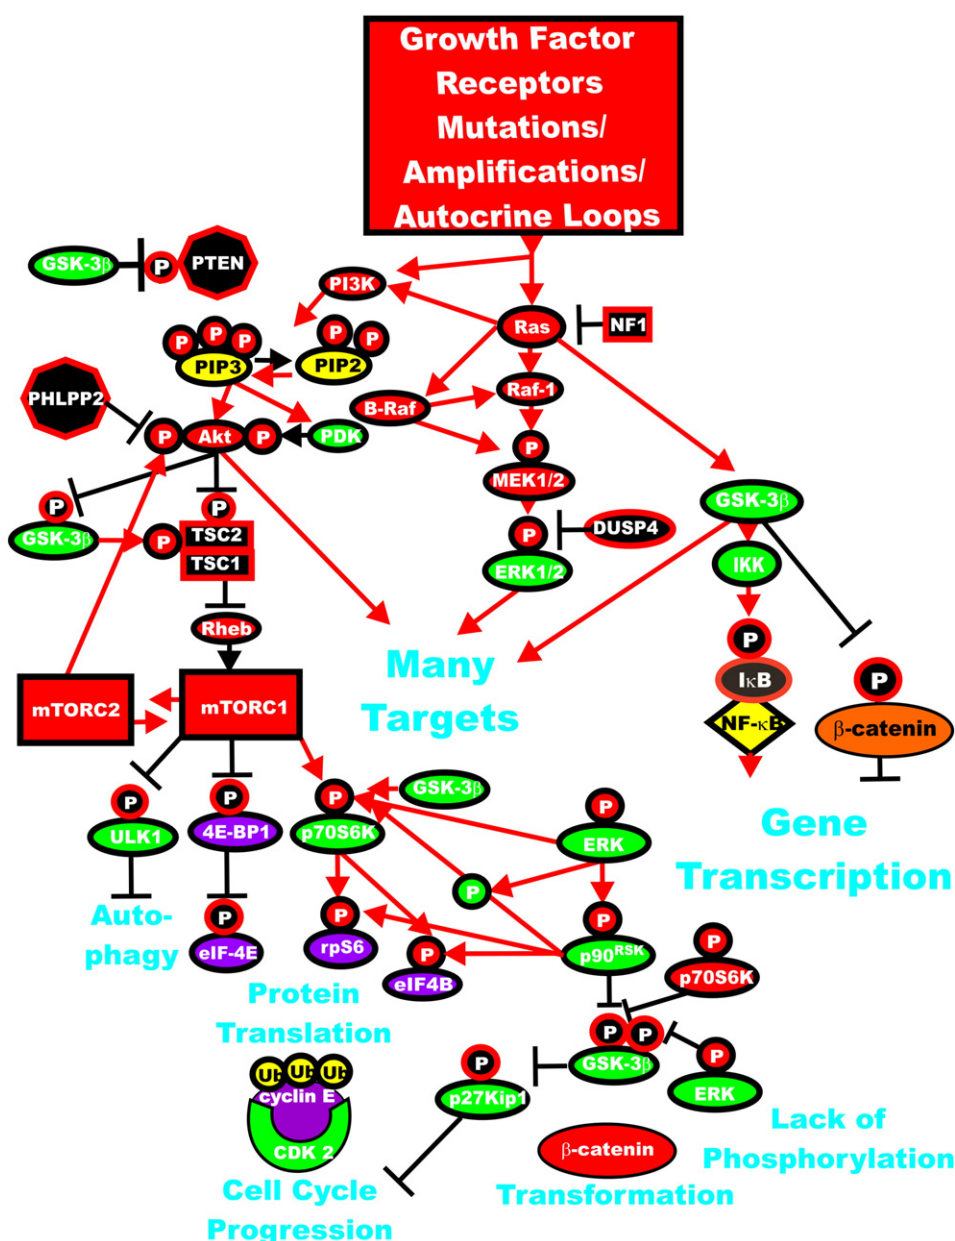 Growth Factor
Receptors
Mutations/
Amplifications/
Autocrine Loops
GSK-3β
P
PTEN
PI3K
Ras
NF1
P P P
PIP3
P P
PIP2
PHLPP2
B-Raf
Raf-1
P
Akt
P
PDK
P
MEK1/2
P
GSK-3β
P
P
TSC2
TSC1
P
DUSP4
ERK1/2
GSK-3β
IKK
Rheb
Many
Targets
P
IκB
NF-κB
P
β-catenin
mTORC2
mTORC1
P
ULK1
P
4E-BP1
P
p70S6K
GSK-3β
P
ERK
Gene
Transcription
P
Auto-
phagy
P
eIF-4E
P
rpS6
P
eIF4B
P
p90RSK
P
p70S6K
Protein
Translation
P P
GSK-3β
P
ERK
P
p27Kip1
Ub Ub Ub
cyclin E
CDK 2
β-catenin
Lack of
Phosphorylation
Cell Cycle
Progression
Transformation